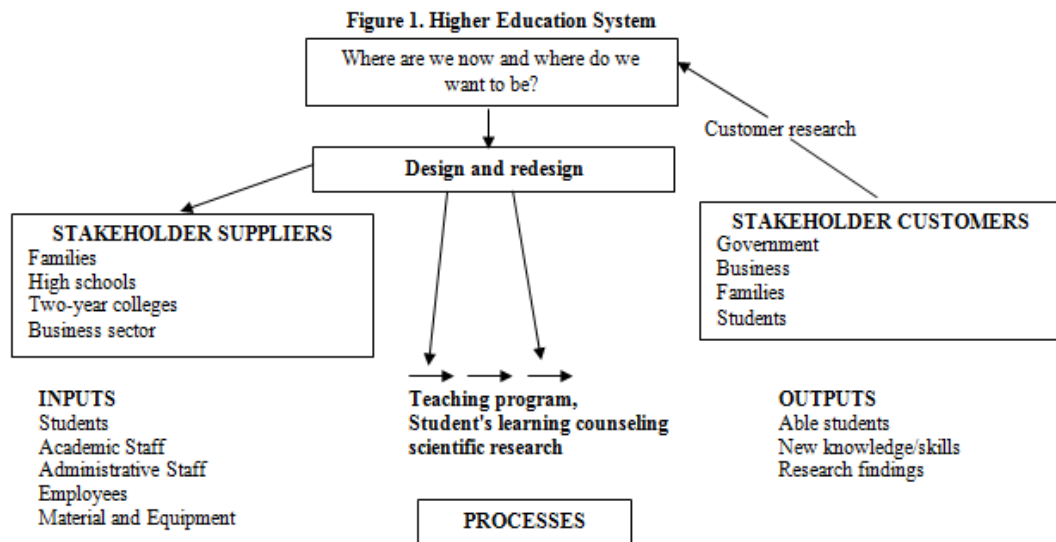 Figure 1. Higher Education System
Where are we now and where do we
want to be?
Customer research
Design and redesign
STAKEHOLDER SUPPLIERS
Families
High schools
Two-year colleges
Business sector
STAKEHOLDER CUSTOMERS
Government
Business
Families
Students
INPUTS
Students
Academic Staff
Administrative Staff
Employees
Material and Equipment
Teaching program,
Student's learning counseling
scientific research
OUTPUTS
Able students
New knowledge/skills
Research findings
PROCESSES